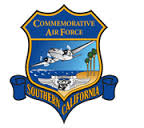 COMMEMORATIVE
AIR FORCE
SOUTHERN CALIFORNIA